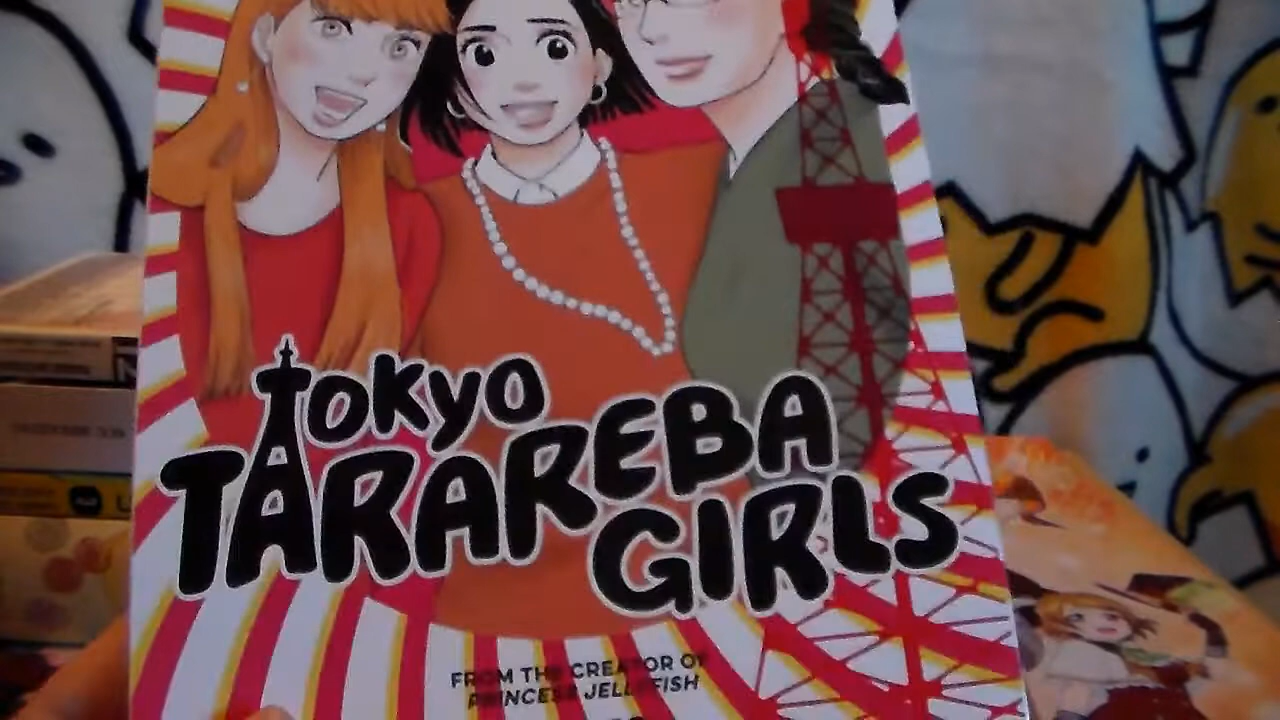 TOKYO
TARAREBA
GIRLS
FROM THE CREATOR OF
PRINCESS JELLYFISH